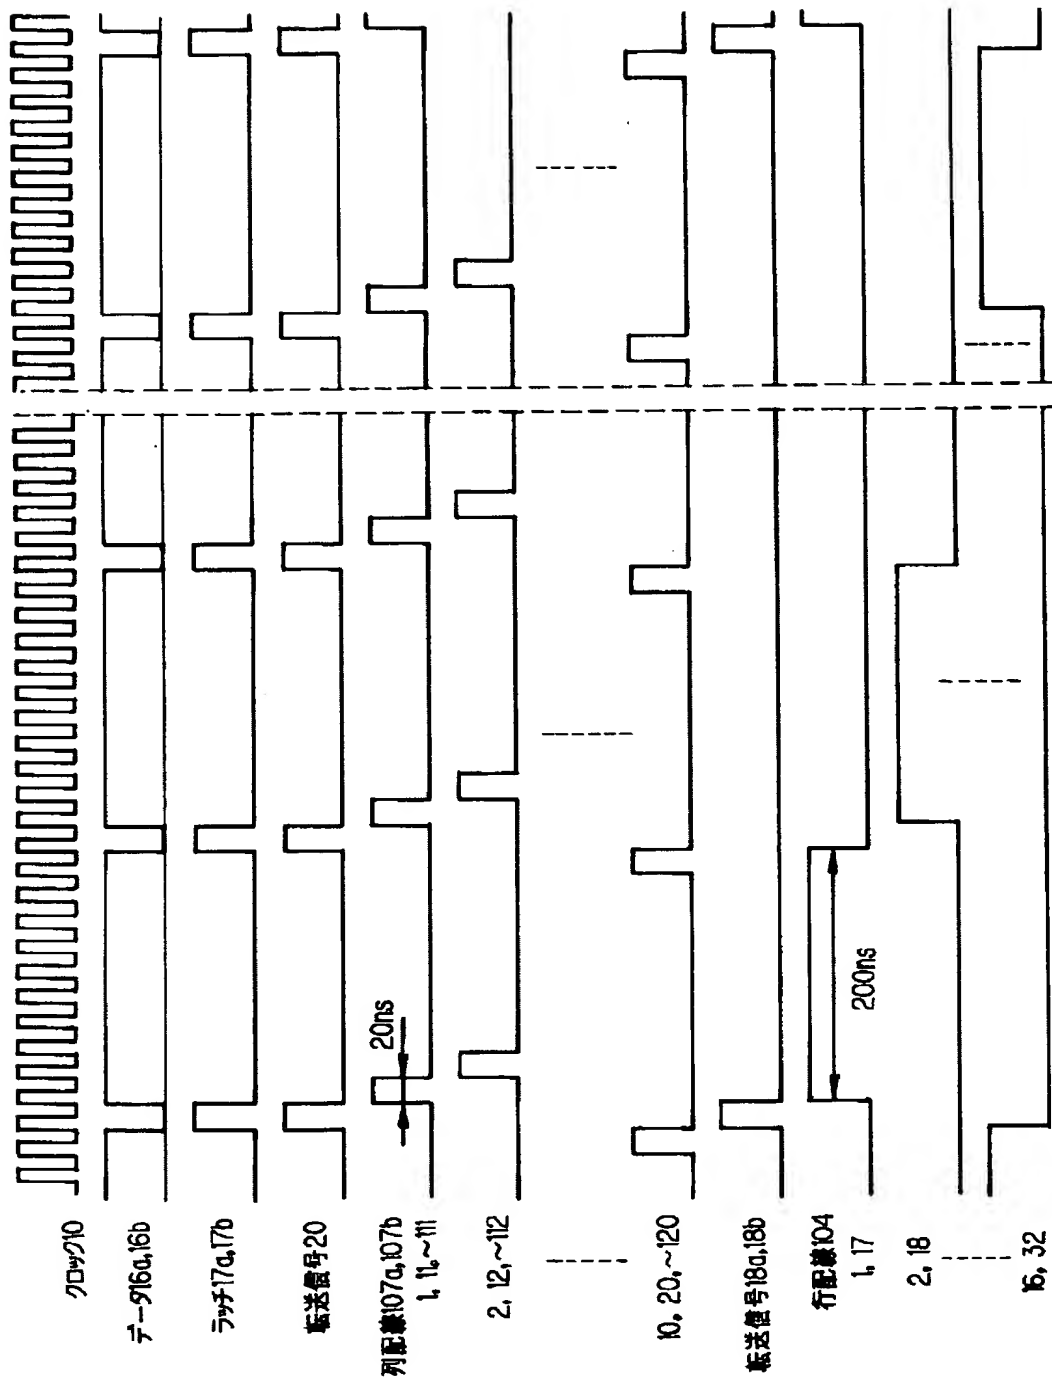 クロック10
データ16a,16b
ラッチ17a,17b
転送信号20
列配線107a,107b
1, 11,~111
2, 12,~112
10, 20,~120
転送信号18a,18b
行配線104
1, 17
2, 18
16, 32
20ns
200ns